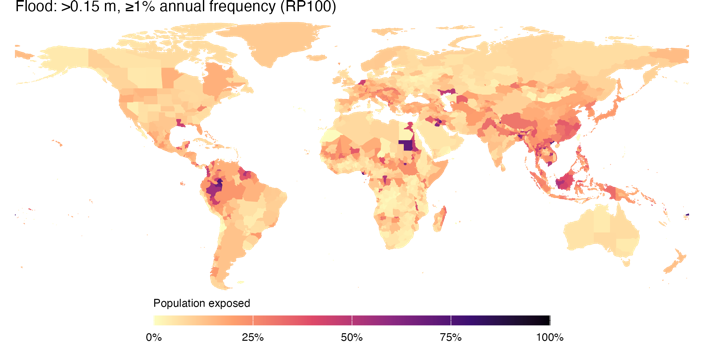 Flood: >0.15 m, ≥1% annual frequency (RP100)
Population exposed
0% 25% 50% 75% 100%